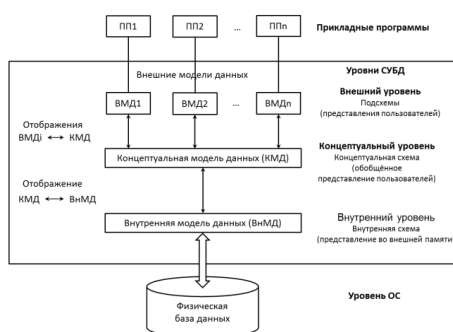 ПП1 ПП2 ... ППn Прикладные программы
Уровни СУБД
Внешние модели данных
Внешний уровень
ВМД1 ВМД2 ... ВМДn Подсхемы
(представления пользователей)
Отображения
ВМДi ⟷ КМД
Концептуальный уровень
Концептуальная модель данных (КМД) Концептуальная схема
(обобщённое
представление пользователей)
Отображение
КМД ⟷ ВнМД
Внутренний уровень
Внутренняя модель данных (ВнМД) Внутренняя схема
(представление во внешней памяти
Физическая
база данных
Уровень ОС